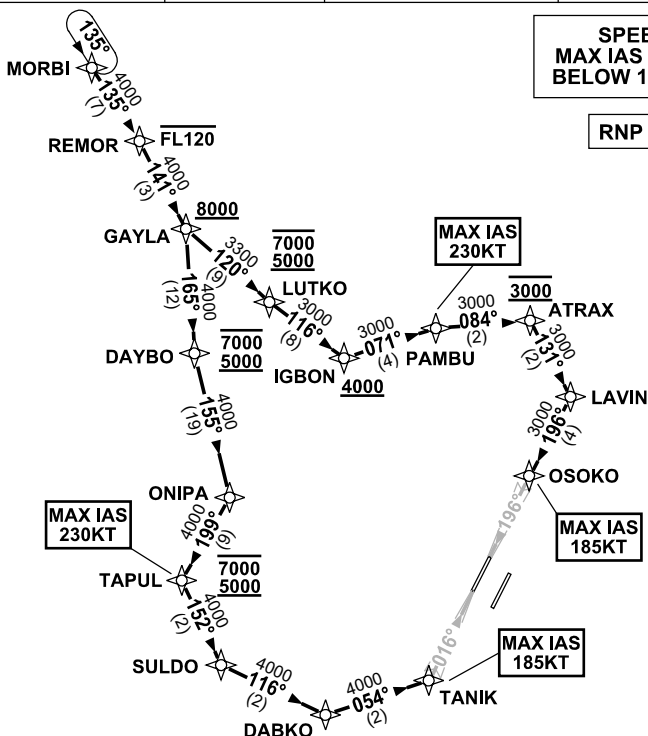 135°
MORBI
4000
135°
(7)
SPEE
MAX IAS
BELOW 1
RNP
REMOR
FL120
4000
141°
(3)
GAYLA
8000
3300
120°
(9)
7000
5000
LUTKO
MAX IAS
230KT
4000
165°
(12)
3000
116°
(8)
3000
071°
(4)
PAMBU
3000
084°
(2)
3000
ATRAX
3000
131°
(2)
DAYBO
7000
5000
IGBON
4000
LAVIN
3000
196°
(4)
4000
155°
(19)
OSOKO
196°
MAX IAS
185KT
ONIPA
MAX IAS
230KT
4000
199°
(9)
TAPUL
7000
5000
4000
152°
(2)
016°
MAX IAS
185KT
SULDO
4000
116°
(2)
4000
054°
(2)
TANIK
DABKO